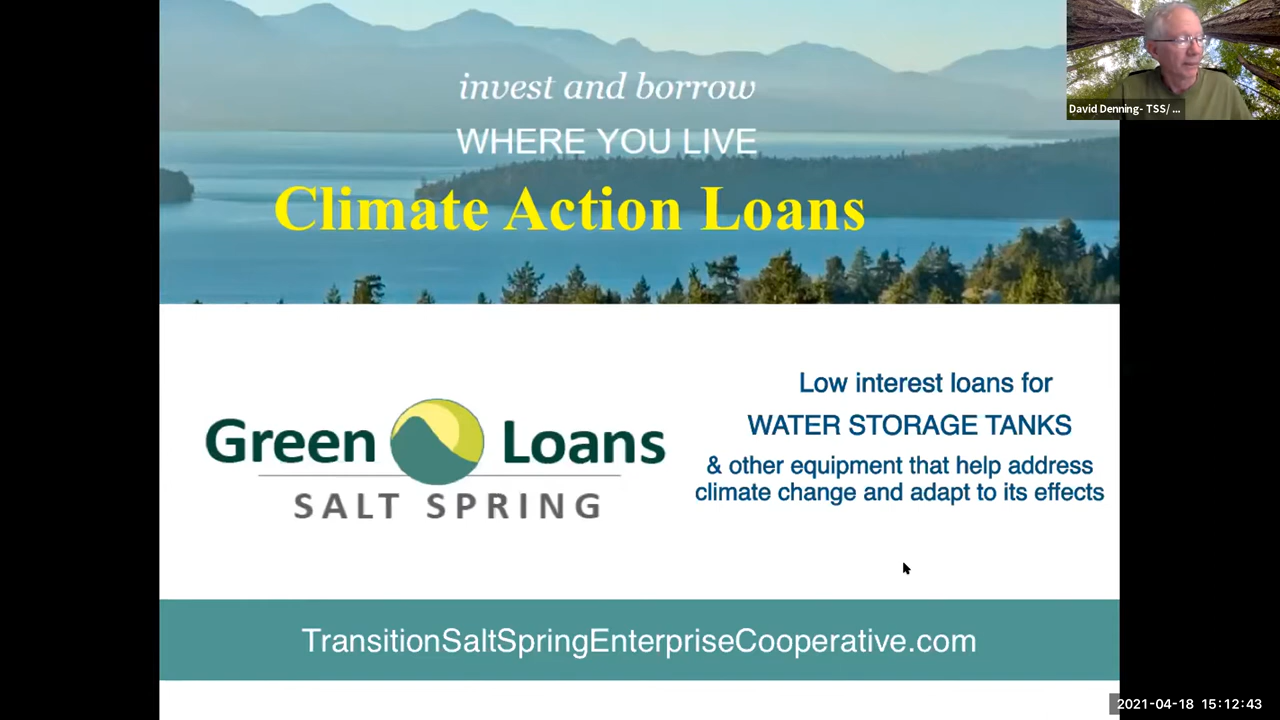 invest and borrow
WHERE YOU LIVE
Climate Action Loans
David Denning- TSS/ ...
Green Loans
SALT SPRING
Low interest loans for
WATER STORAGE TANKS
& other equipment that help address
climate change and adapt to its effects
TransitionSaltSpringEnterpriseCooperative.com
2021-04-18 15:12:43